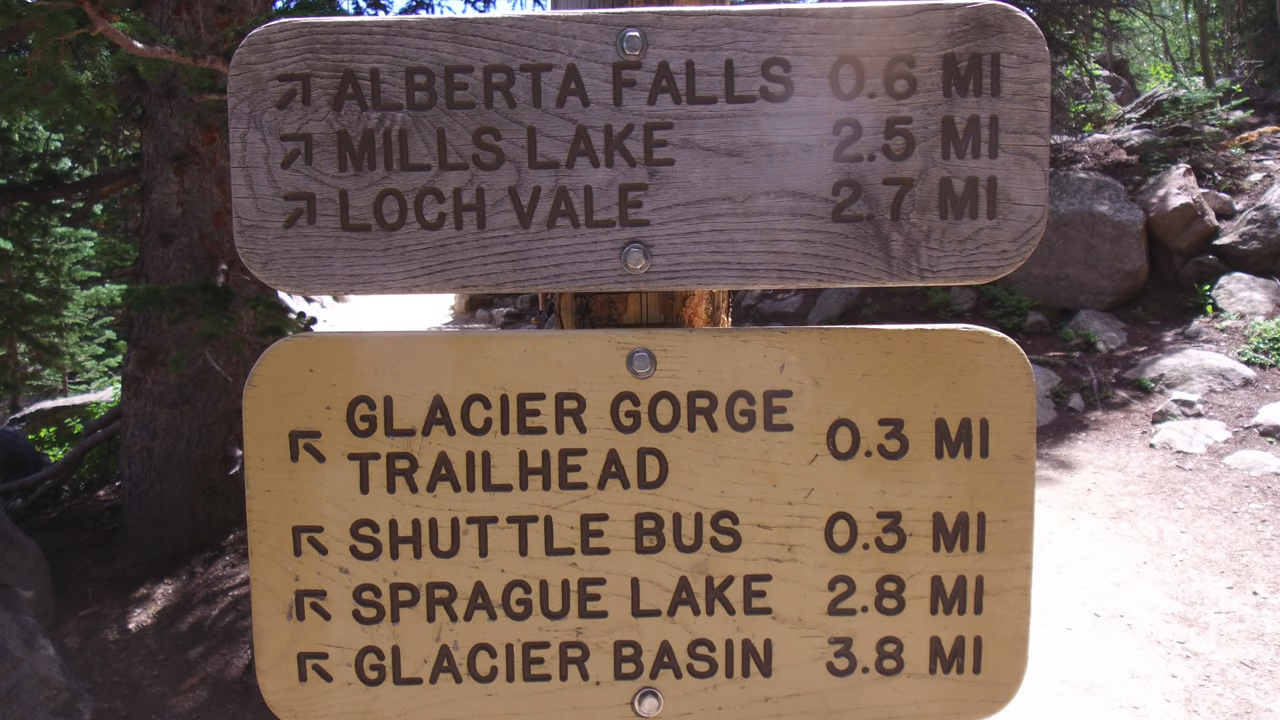 ↗ ALBERTA FALLS 0.6 MI
↗ MILLS LAKE 2.5 MI
↗ LOCH VALE 2.7 MI
↖ GLACIER GORGE TRAILHEAD 0.3 MI
↖ SHUTTLE BUS 0.3 MI
↖ SPRAGUE LAKE 2.8 MI
↖ GLACIER BASIN 3.8 MI